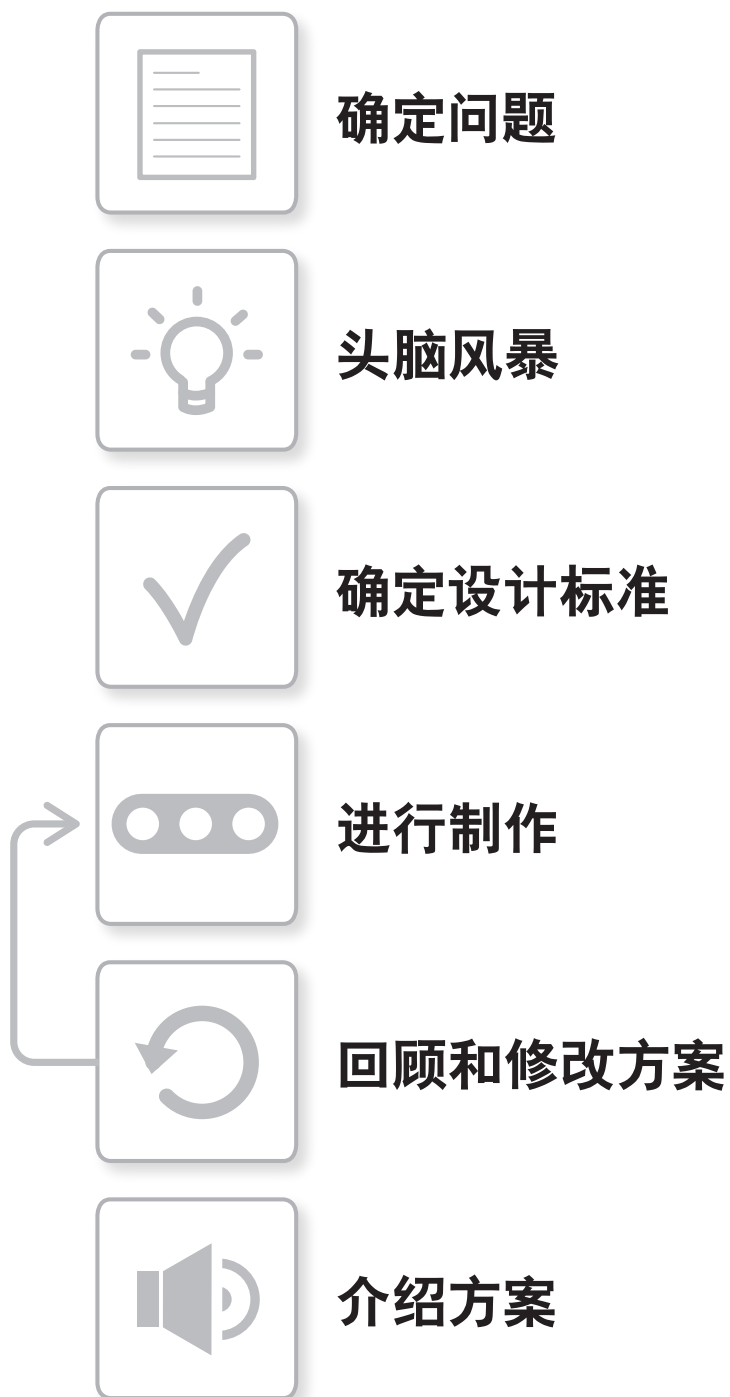 确定问题
头脑风暴
确定设计标准
进行制作
回顾和修改方案
介绍方案